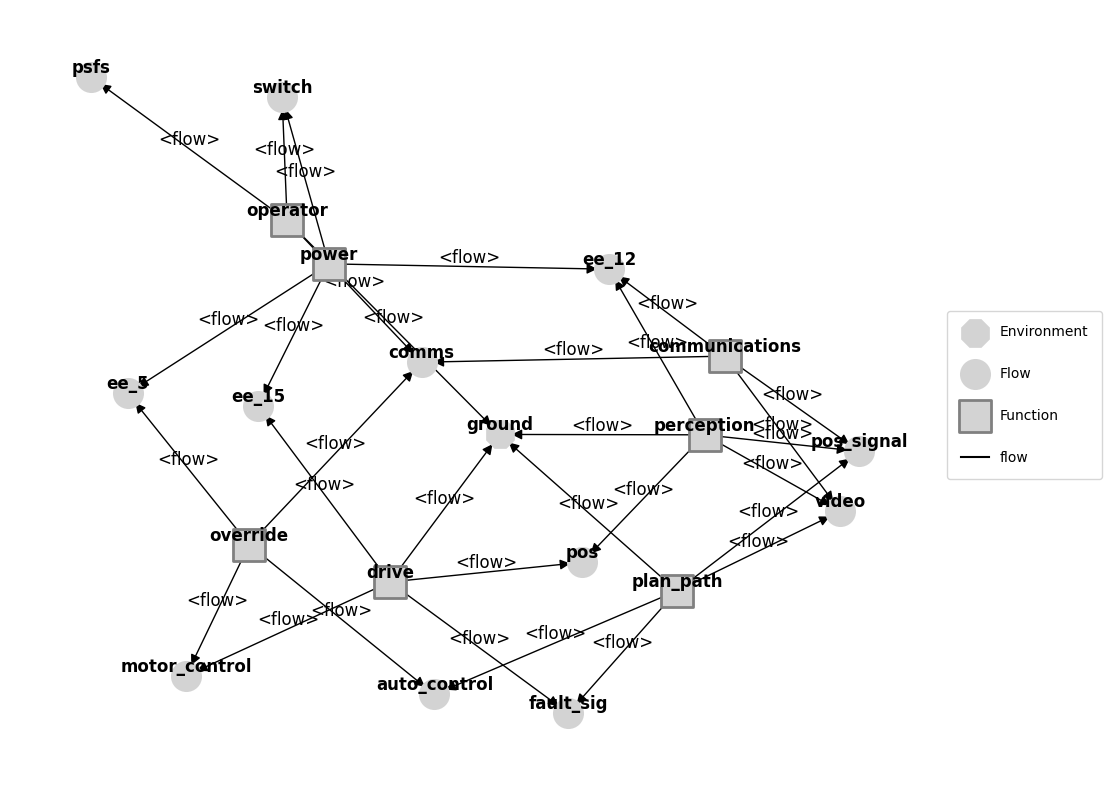 psfs
switch
<flow>
<flow>
<flow>
operator
power
<flow>
ee_12
<flow>
<flow>
<flow>
<flow>
<flow>
<flow>
communications
comms
<flow>
ee_5
ee_15
<flow>
ground
<flow>
perception
<flow>
<flow>
pos_signal
<flow>
<flow>
<flow>
<flow>
<flow>
<flow>
<flow>
video
<flow>
override
<flow>
pos
<flow>
drive
plan_path
<flow>
<flow>
<flow>
<flow>
<flow>
<flow>
motor_control
auto_control
fault_sig
Environment
Flow
Function
flow